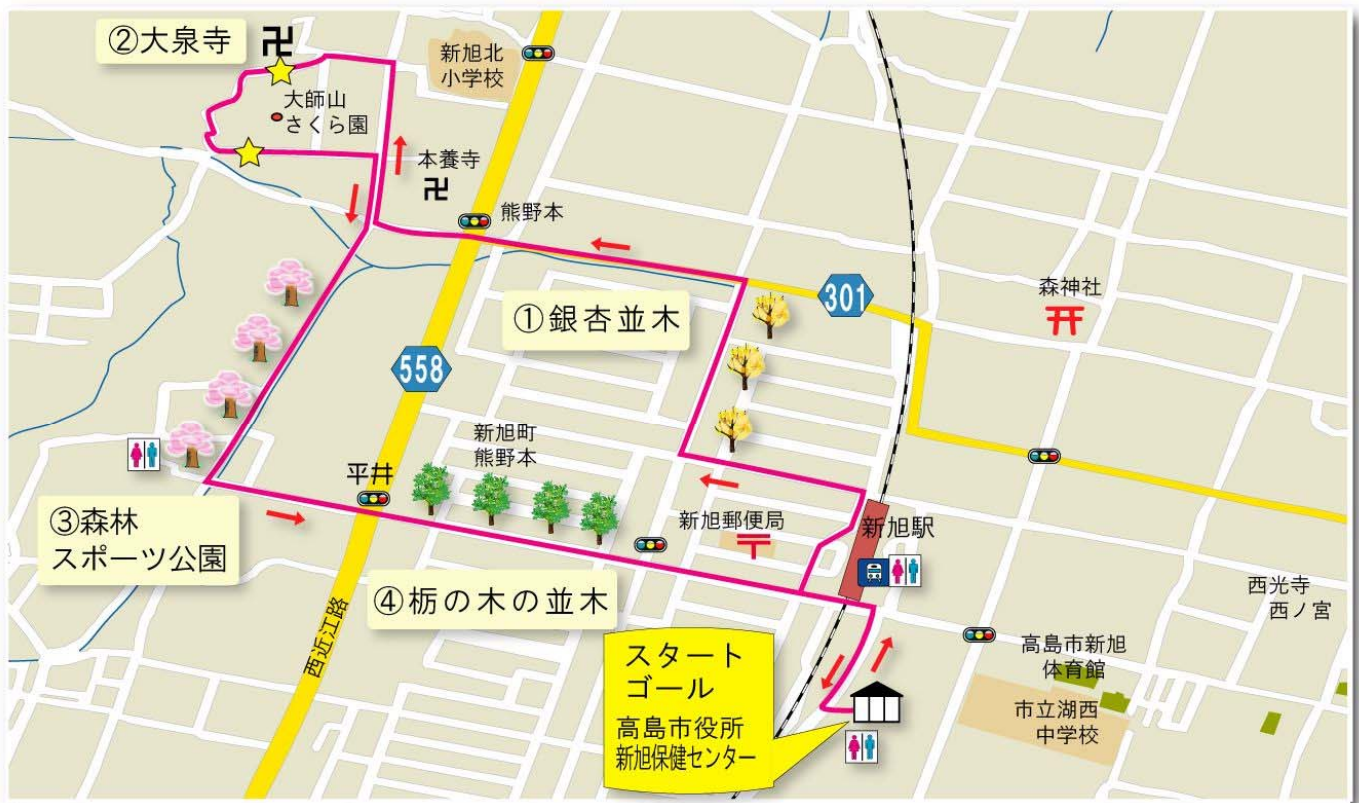 ②大泉寺
卍
新旭北
小学校
大師山
さくら園
本養寺
卍
熊野本
301
森神社
①銀杏並木
558
新旭町
熊野本
平井
③森林
スポーツ公園
新旭郵便局
〒
新旭駅
④栃の木の並木
西近江路
西光寺
西ノ宮
高島市新旭
体育館
市立湖西
中学校
スタート
ゴール
高島市役所
新旭保健センター